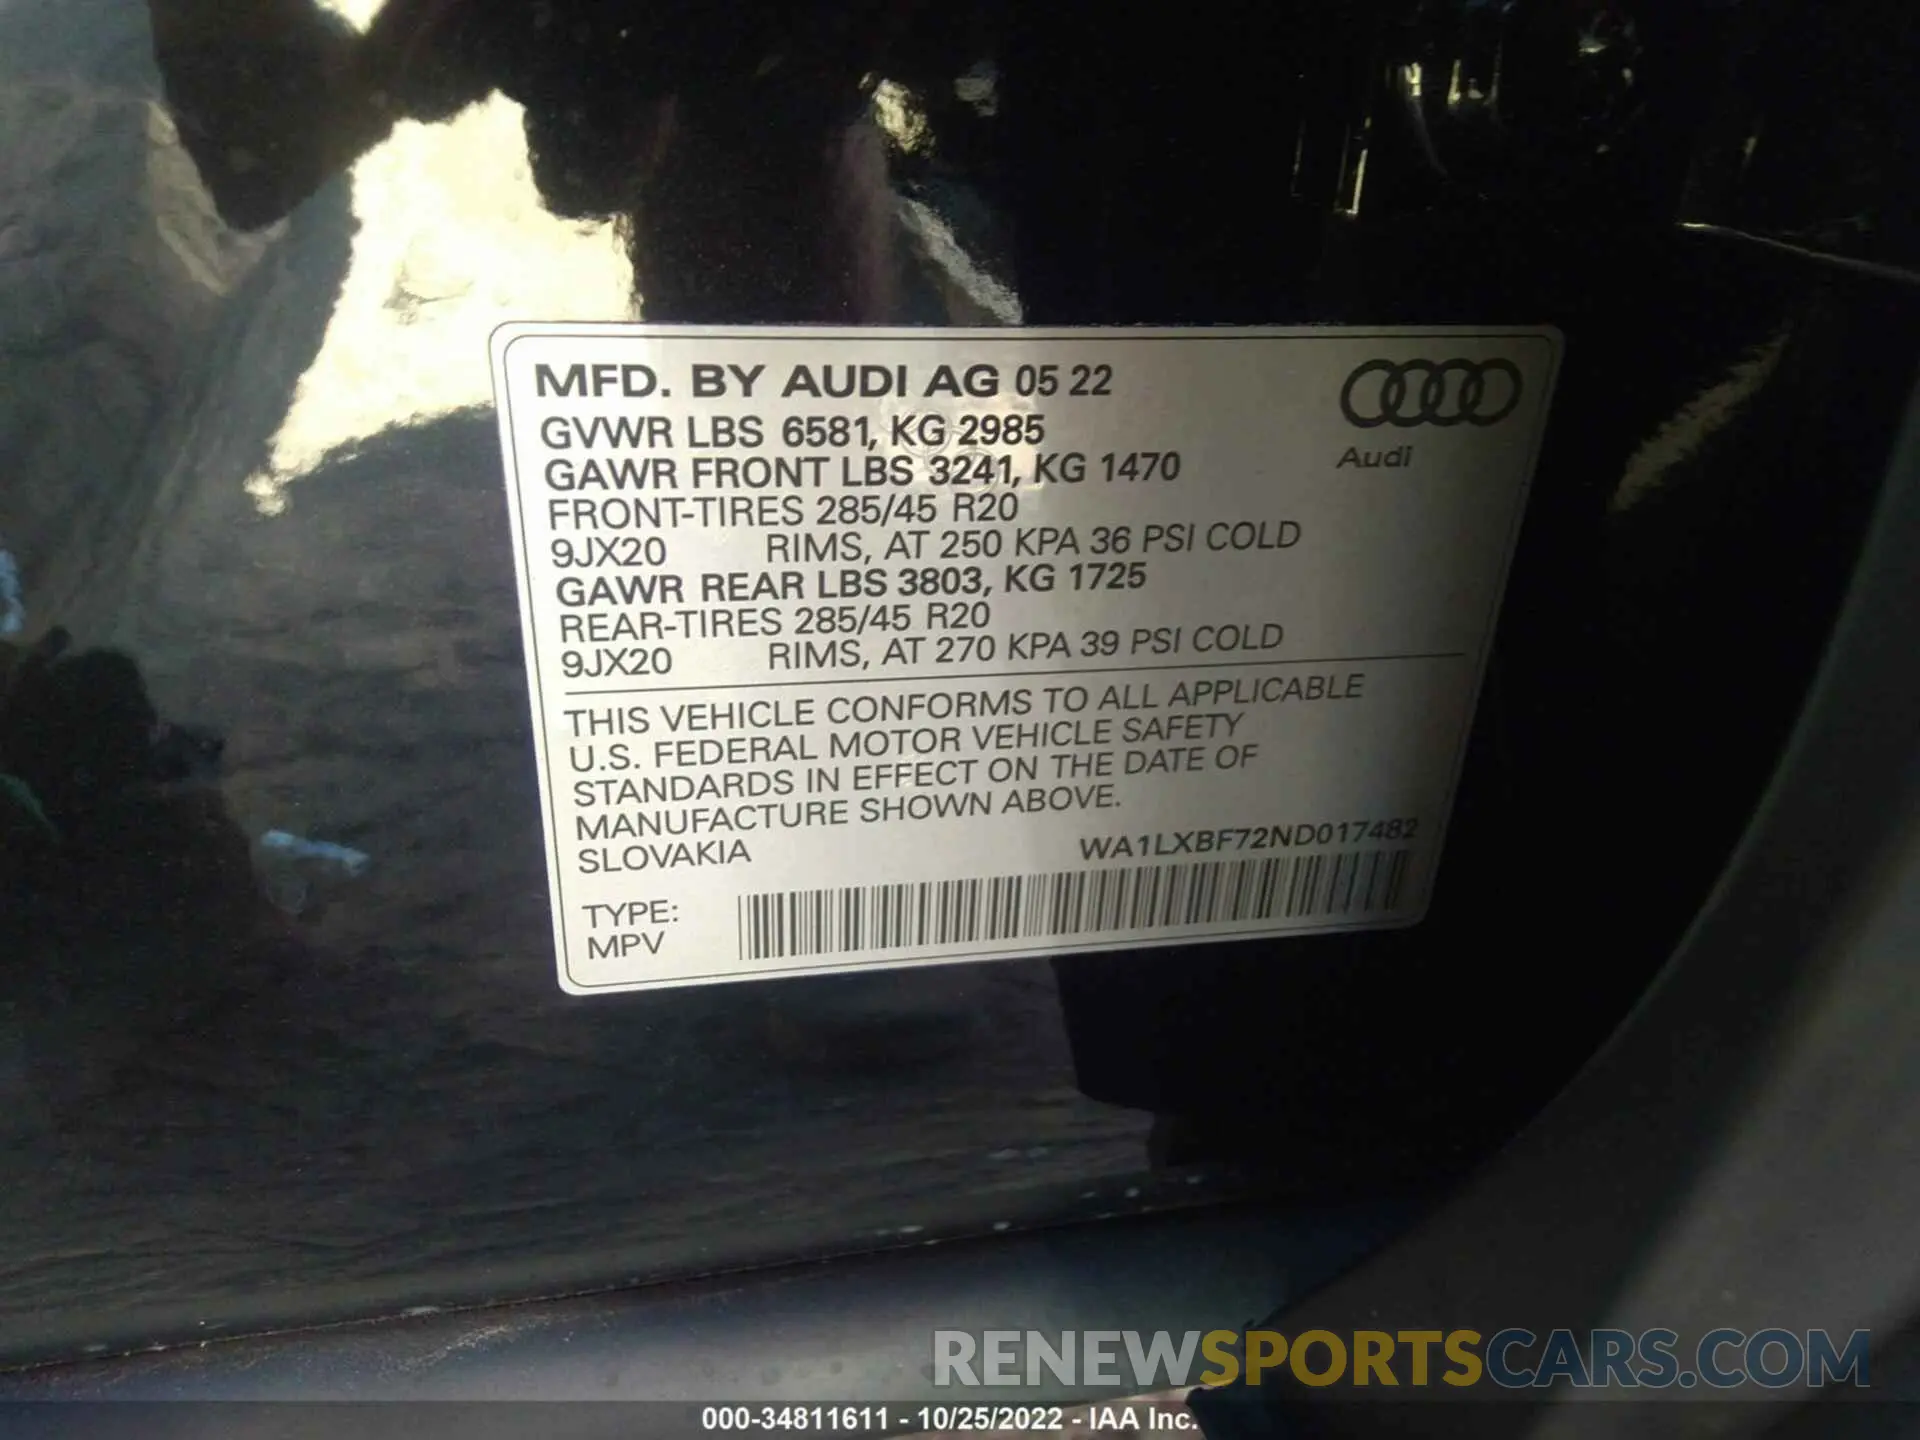 MFD. BY AUDI AG 05 22
GVWR LBS 6581, KG 2985
GAWR FRONT LBS 3241, KG 1470
FRONT-TIRES 285/45 R20
9JX20 RIMS, AT 250 KPA 36 PSI COLD
GAWR REAR LBS 3803, KG 1725
REAR-TIRES 285/45 R20
9JX20 RIMS, AT 270 KPA 39 PSI COLD
Audi
THIS VEHICLE CONFORMS TO ALL APPLICABLE
U.S. FEDERAL MOTOR VEHICLE SAFETY
STANDARDS IN EFFECT ON THE DATE OF
MANUFACTURE SHOWN ABOVE.
SLOVAKIA WA1LXBF72ND017482
TYPE:
MPV
RENEWSPORTSCARS.COM
000-34811611 - 10/25/2022 - IAA Inc.